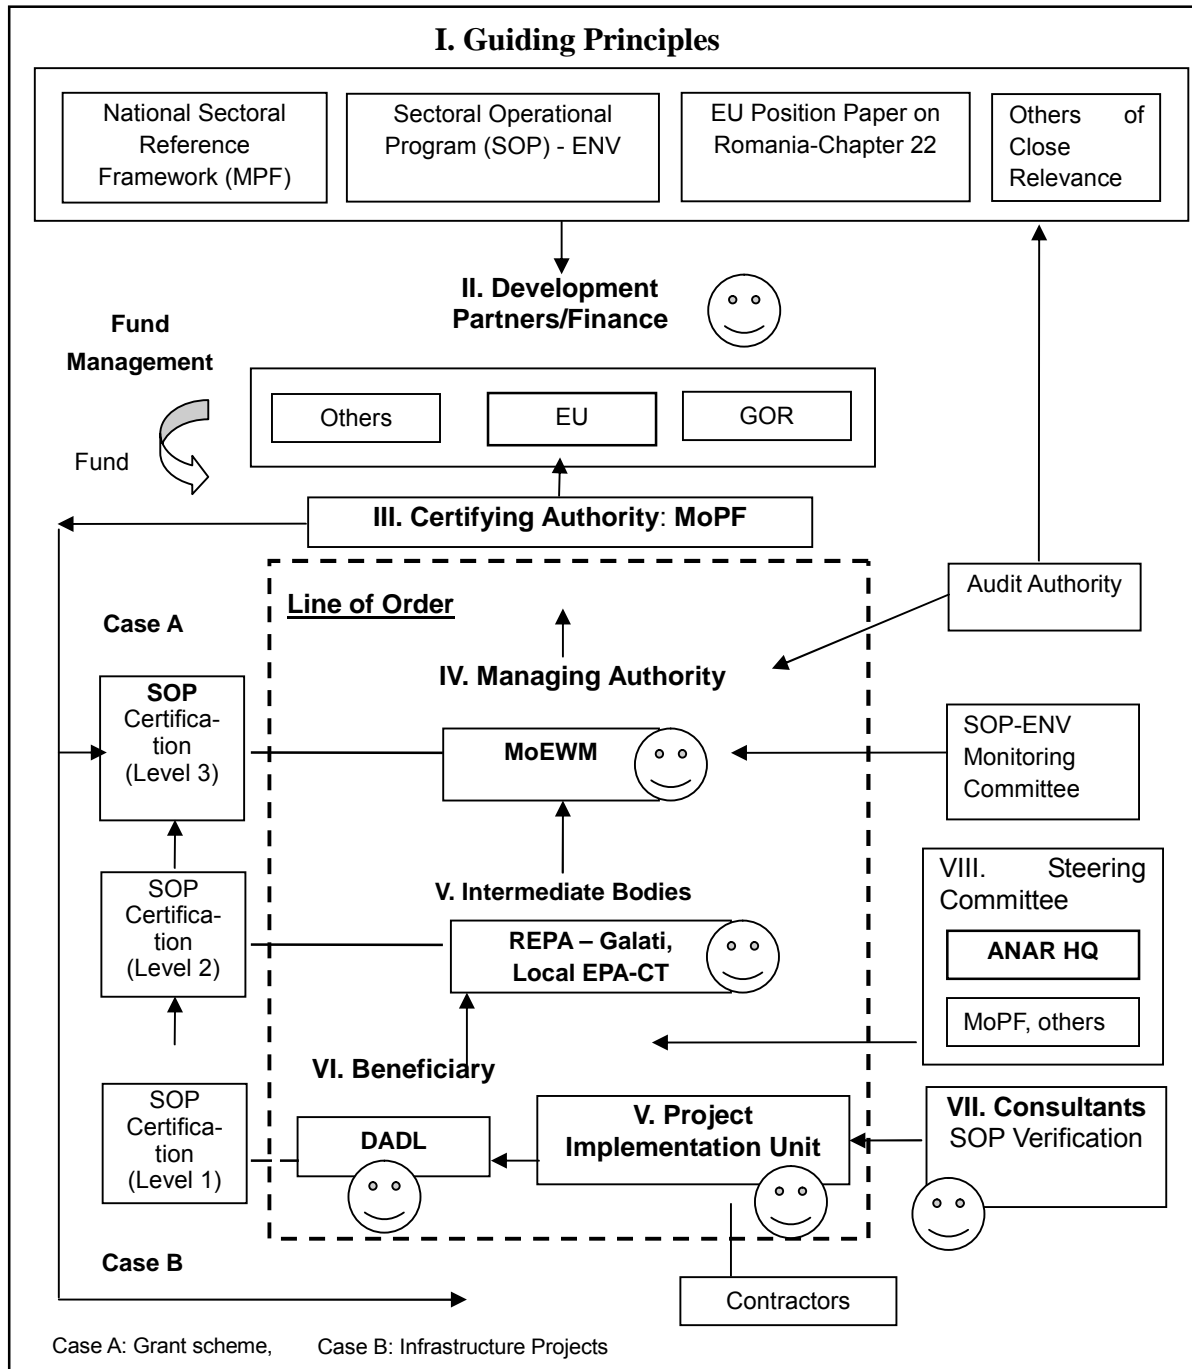 I. Guiding Principles
National Sectoral
Reference
Framework (MPF)
Sectoral Operational
Program (SOP) - ENV
EU Position Paper on
Romania-Chapter 22
Others of
Close
Relevance
II. Development
Partners/Finance
Fund
Management
Others
EU
GOR
Fund
III. Certifying Authority: MoPF
Line of Order
Audit Authority
Case A
IV. Managing Authority
SOP
Certifica-
tion
(Level 3)
MoEWM
SOP-ENV
Monitoring
Committee
SOP
Certifica-
tion
(Level 2)
V. Intermediate Bodies
REPA – Galati,
Local EPA-CT
VIII. Steering
Committee
ANAR HQ
MoPF, others
VI. Beneficiary
SOP
Certifica-
tion
(Level 1)
DADL
V. Project
Implementation Unit
VII. Consultants
SOP Verification
Case B
Contractors
Case A: Grant scheme, Case B: Infrastructure Projects